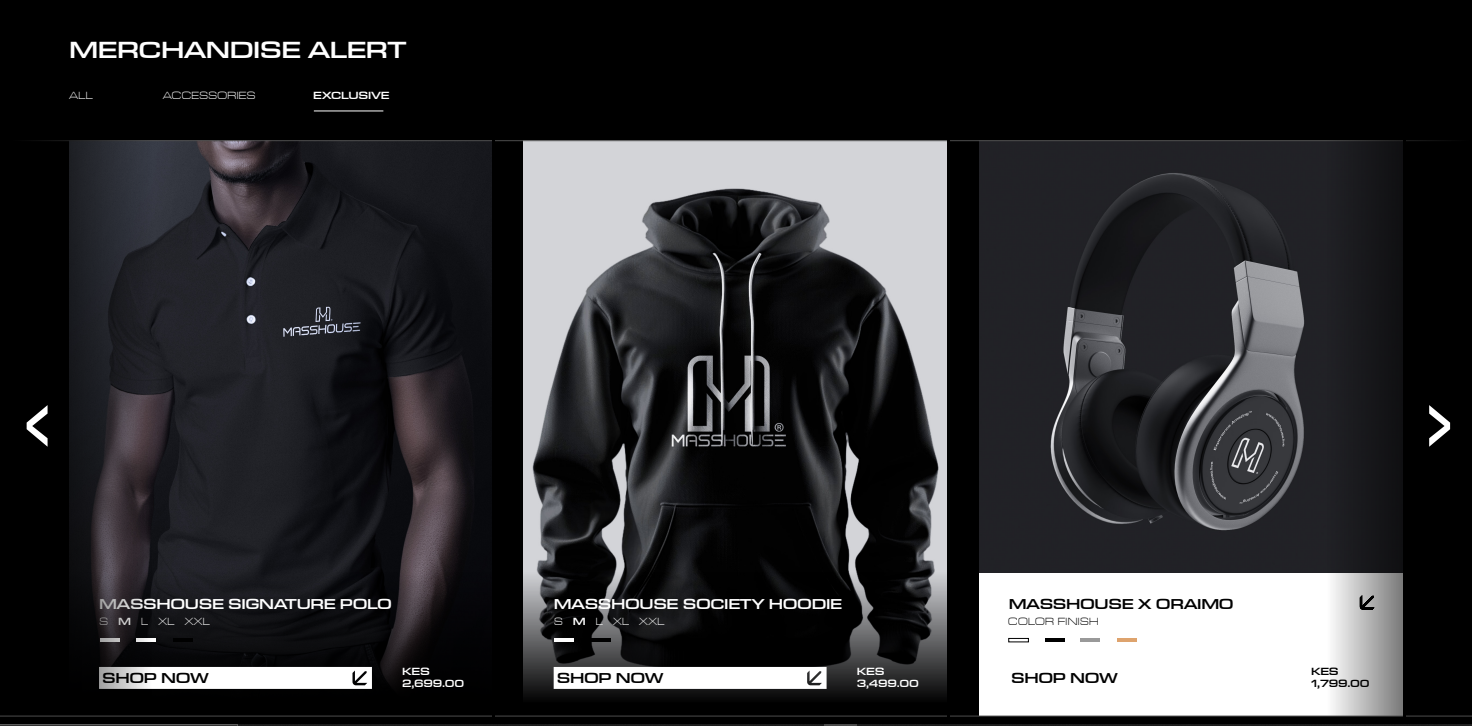 MERCHANDISE ALERT
ALL ACCESSORIES EXCLUSIVE
M
MASSHOUSE
MASSHOUSE SIGNATURE POLO
S M L XL XXL
SHOP NOW
KES
2,699.00
M ®
MASSHOUSE
MASSHOUSE SOCIETY HOODIE
S M L XL XXL
SHOP NOW
KES
3,499.00
M
MASSHOUSE X ORAIMO
COLOR FINISH
SHOP NOW
KES
1,799.00